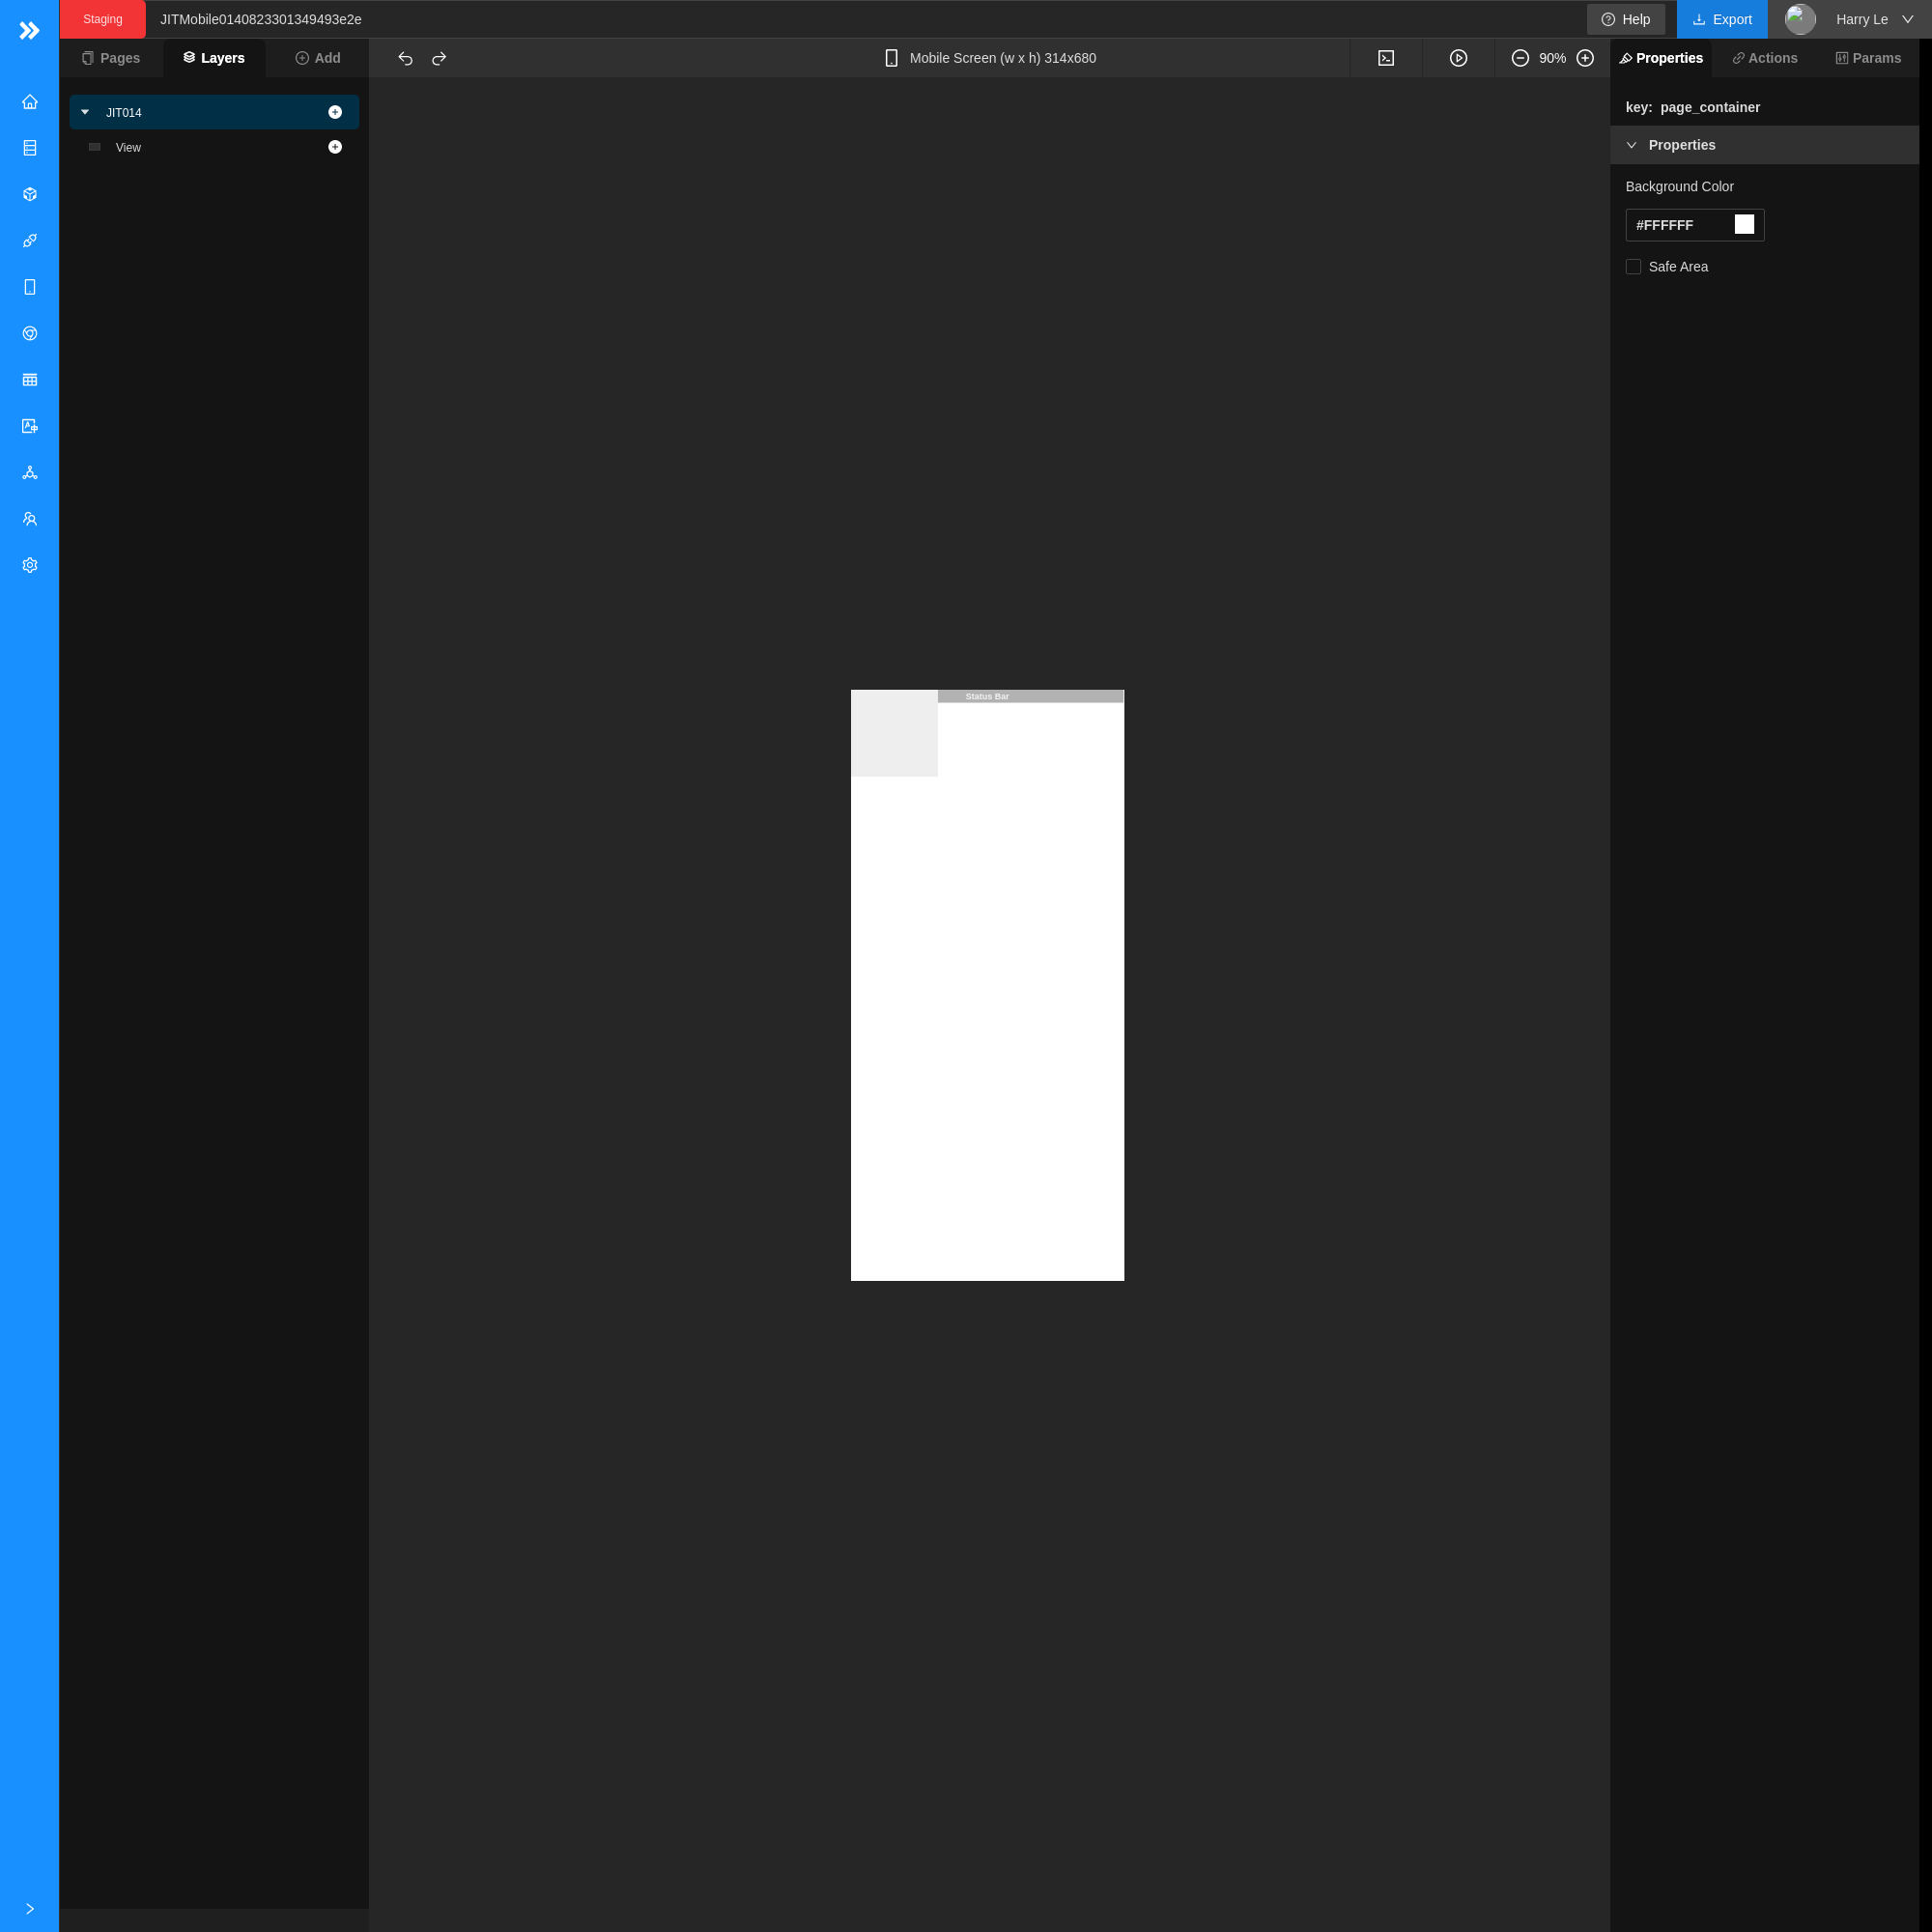 Staging JITMobile0140823301349493e2e Help Export Harry Le
Pages Layers Add Mobile Screen (w x h) 314x680 90% Properties Actions Params
key: page_container
JIT014
Properties
View
Background Color
#FFFFFF
Safe Area
Status Bar